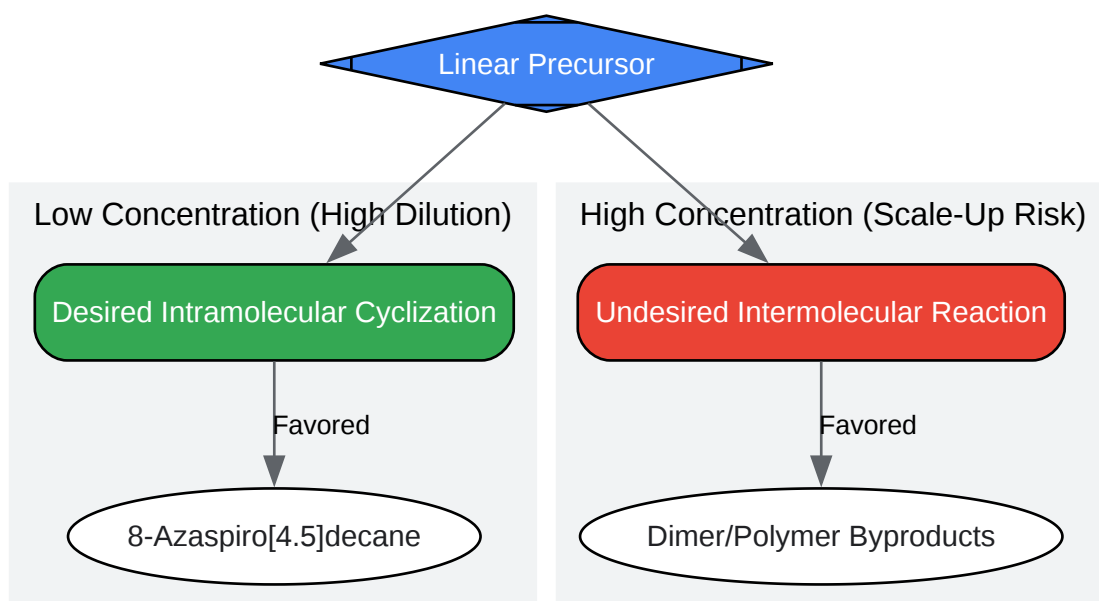 Linear Precursor
Low Concentration (High Dilution)
High Concentration (Scale-Up Risk)
Desired Intramolecular Cyclization
Undesired Intermolecular Reaction
Favored
Favored
8-Azaspiro[4.5]decane
Dimer/Polymer Byproducts